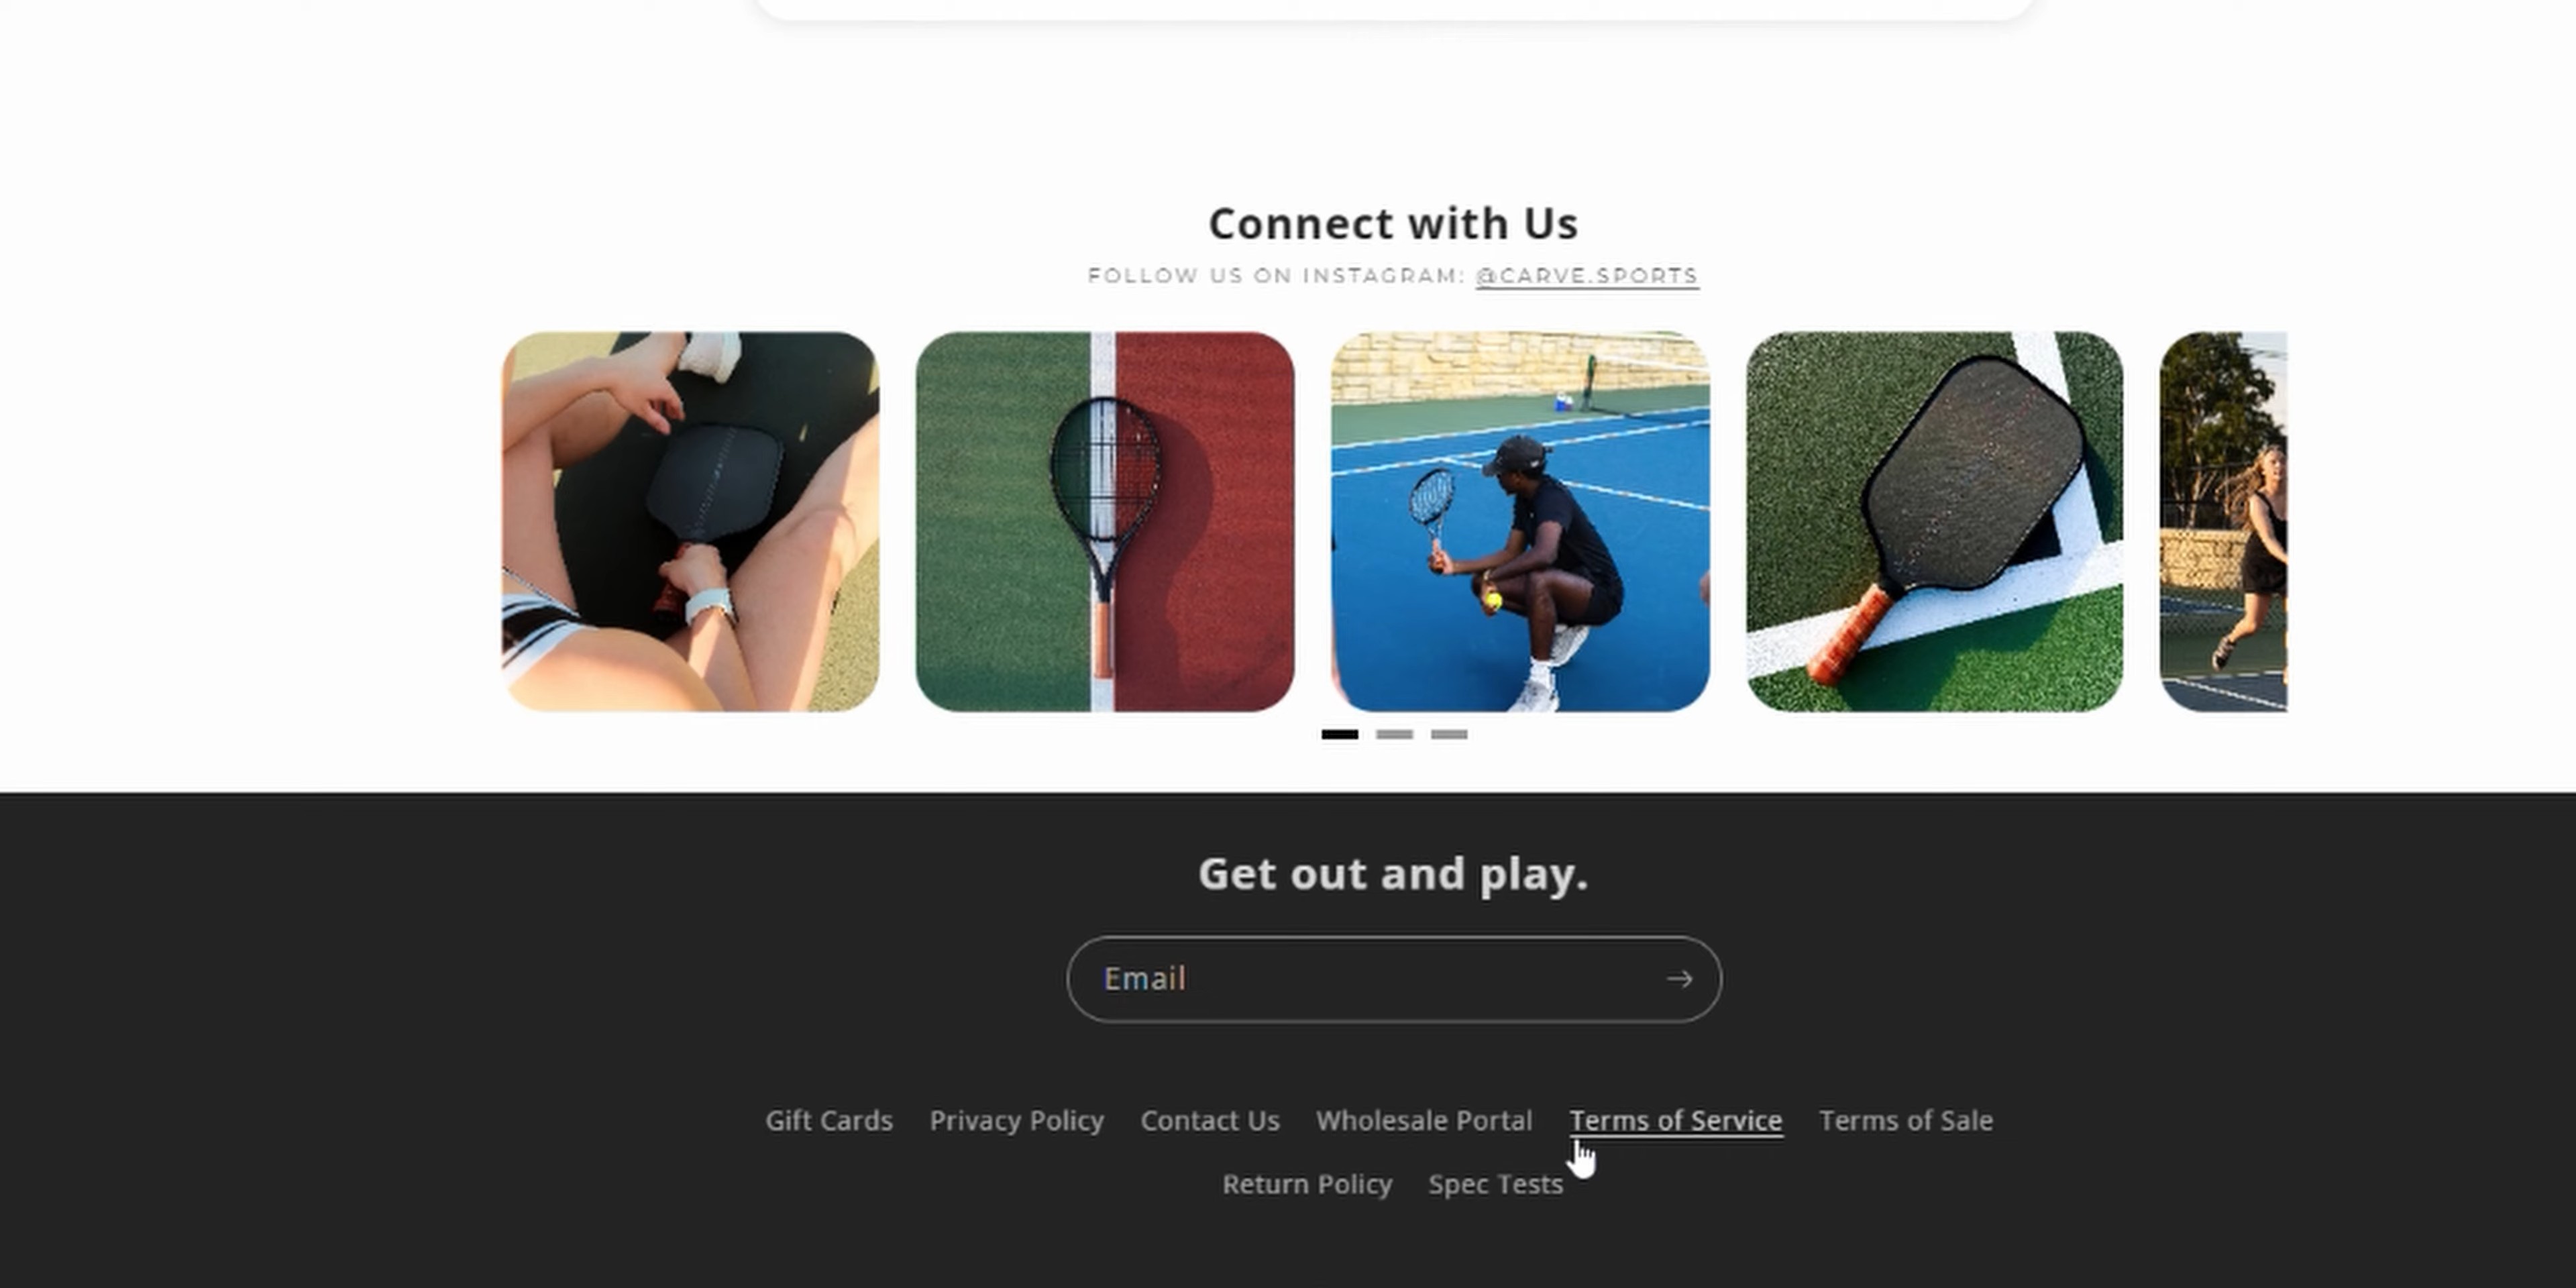 Connect with Us
FOLLOW US ON INSTAGRAM: @CARVE.SPORTS
Get out and play.
Email
Gift Cards Privacy Policy Contact Us Wholesale Portal Terms of Service Terms of Sale
Return Policy Spec Tests